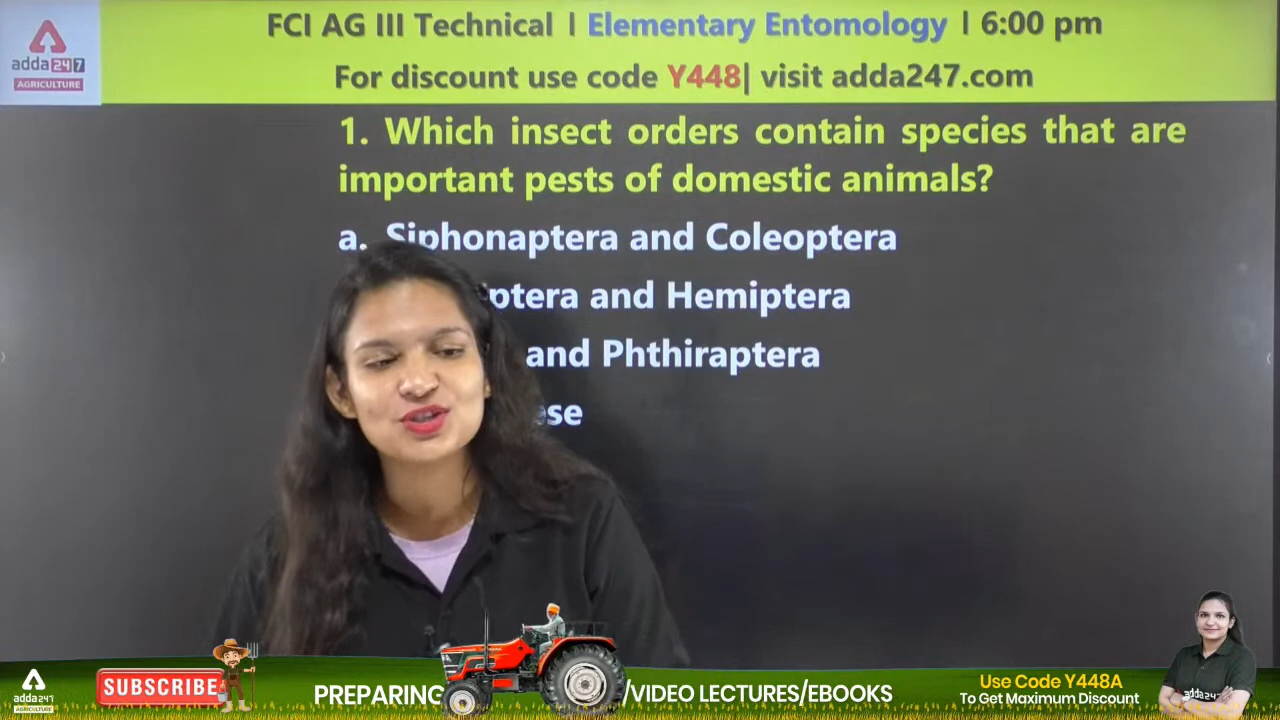 FCI AG III Technical | Elementary Entomology | 6:00 pm
For discount use code Y448| visit adda247.com
adda247
AGRICULTURE
1. Which insect orders contain species that are
important pests of domestic animals?
a. Siphonaptera and Coleoptera
and Hemiptera
and Phthiraptera
adda247
AGRICULTURE
SUBSCRIBE
PREPARING
/VIDEO LECTURES/EBOOKS
Use Code Y448A
To Get Maximum Discount
adda247